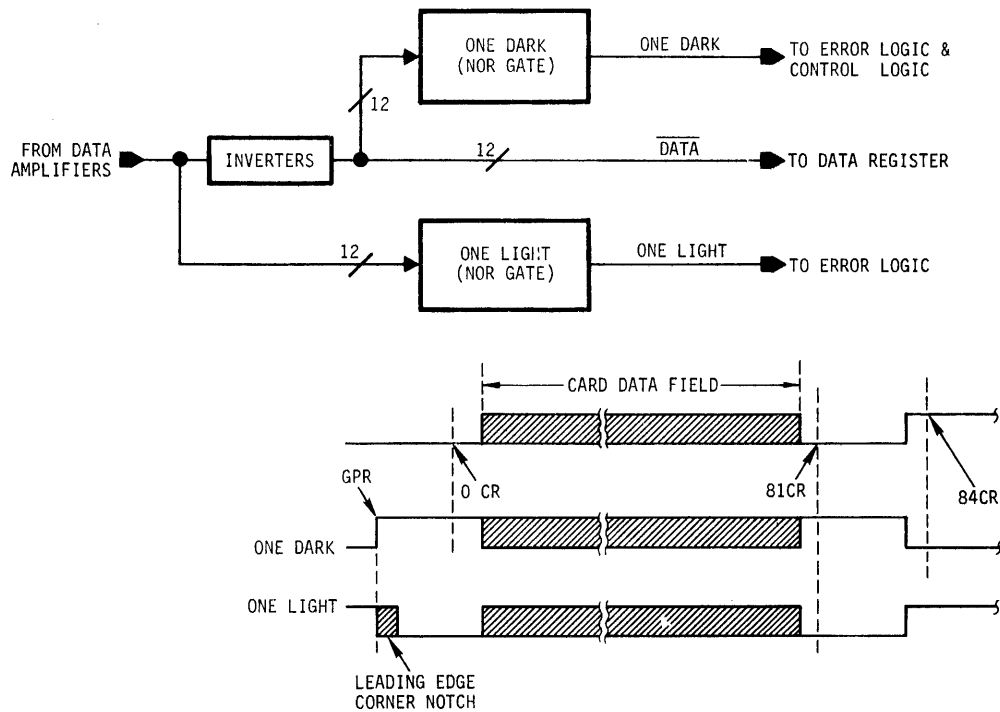 ONE DARK
(NOR GATE)
ONE DARK
TO ERROR LOGIC &
CONTROL LOGIC
12
FROM DATA
AMPLIFIERS
INVERTERS
12
DATA
TO DATA REGISTER
12
ONE LIGHT
(NOR GATE)
ONE LIGHT
TO ERROR LOGIC
CARD DATA FIELD
GPR
0 CR
81CR
84CR
ONE DARK
ONE LIGHT
LEADING EDGE
CORNER NOTCH